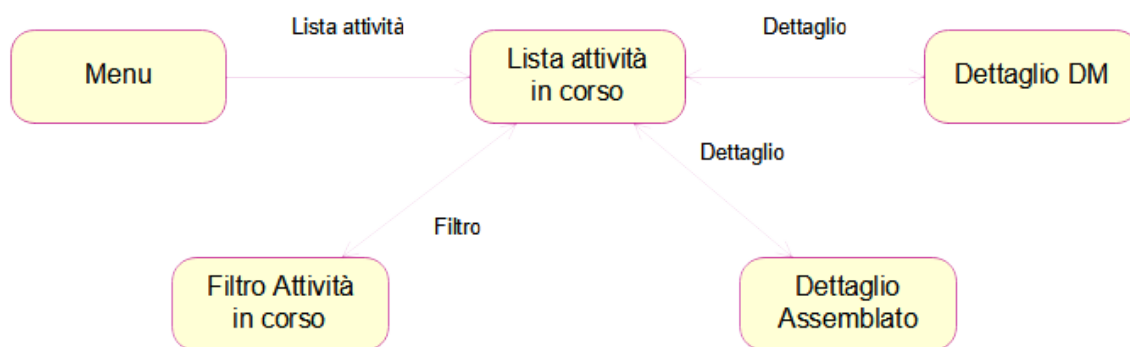 Lista attività
Dettaglio
Menu
Lista attività
in corso
Dettaglio DM
Dettaglio
Filtro
Filtro Attività
in corso
Dettaglio
Assemblato